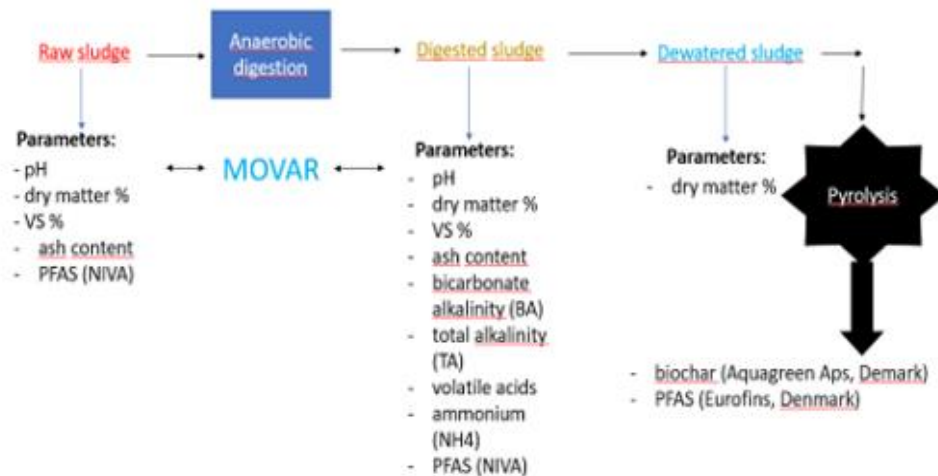 Raw sludge
Anaerobic
digestion
Digested sludge
Dewatered sludge
Parameters:
- pH
- dry matter %
- VS %
- ash content
- PFAS (NIVA)
MOVAR
Parameters:
- pH
- dry matter %
- VS %
- ash content
- bicarbonate
alkalinity (BA)
- total alkalinity
(TA)
- volatile acids
- ammonium
(NH4)
- PFAS (NIVA)
Parameters:
- dry matter %
Pyrolysis
- biochar (Aquagreen Aps, Demark)
- PFAS (Eurofins, Denmark)